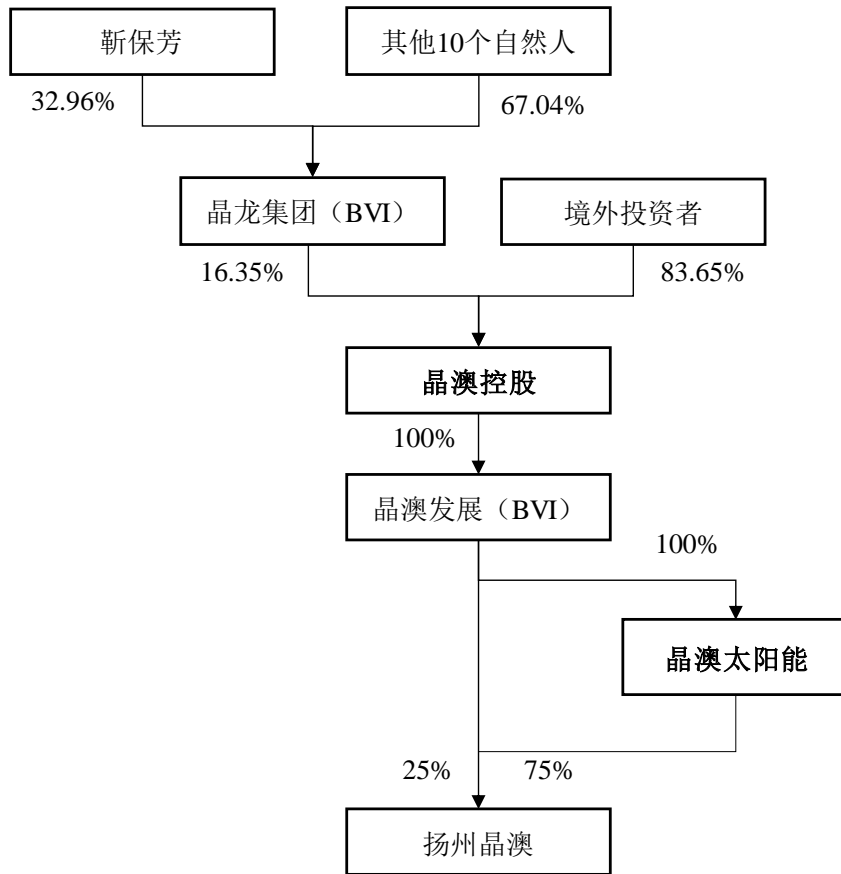 靳保芳
其他10个自然人
32.96%
67.04%
晶龙集团（BVI）
境外投资者
16.35%
83.65%
晶澳控股
100%
晶澳发展（BVI）
100%
晶澳太阳能
25%
75%
扬州晶澳